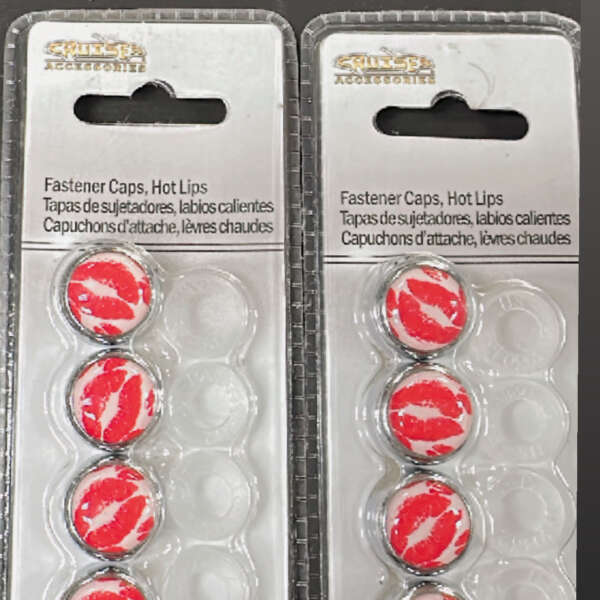 CRUISER
ACCESSORIES
Fastener Caps, Hot Lips
Tapas de sujetadores, labios calientes
Capuchons d'attache, lèvres chaudes
CRUISER
ACCESSORIES
Fastener Caps, Hot Lips
Tapas de sujetadores, labios calientes
Capuchons d'attache, lèvres chaudes